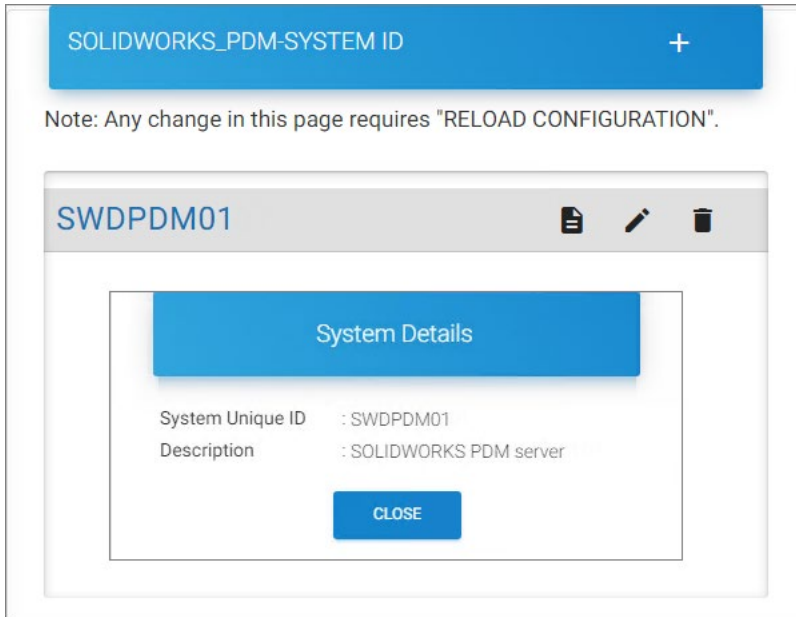 SOLIDWORKS_PDM-SYSTEM ID +
Note: Any change in this page requires "RELOAD CONFIGURATION".
SWDPDM01
System Details
System Unique ID : SWDPDM01
Description : SOLIDWORKS PDM server
CLOSE